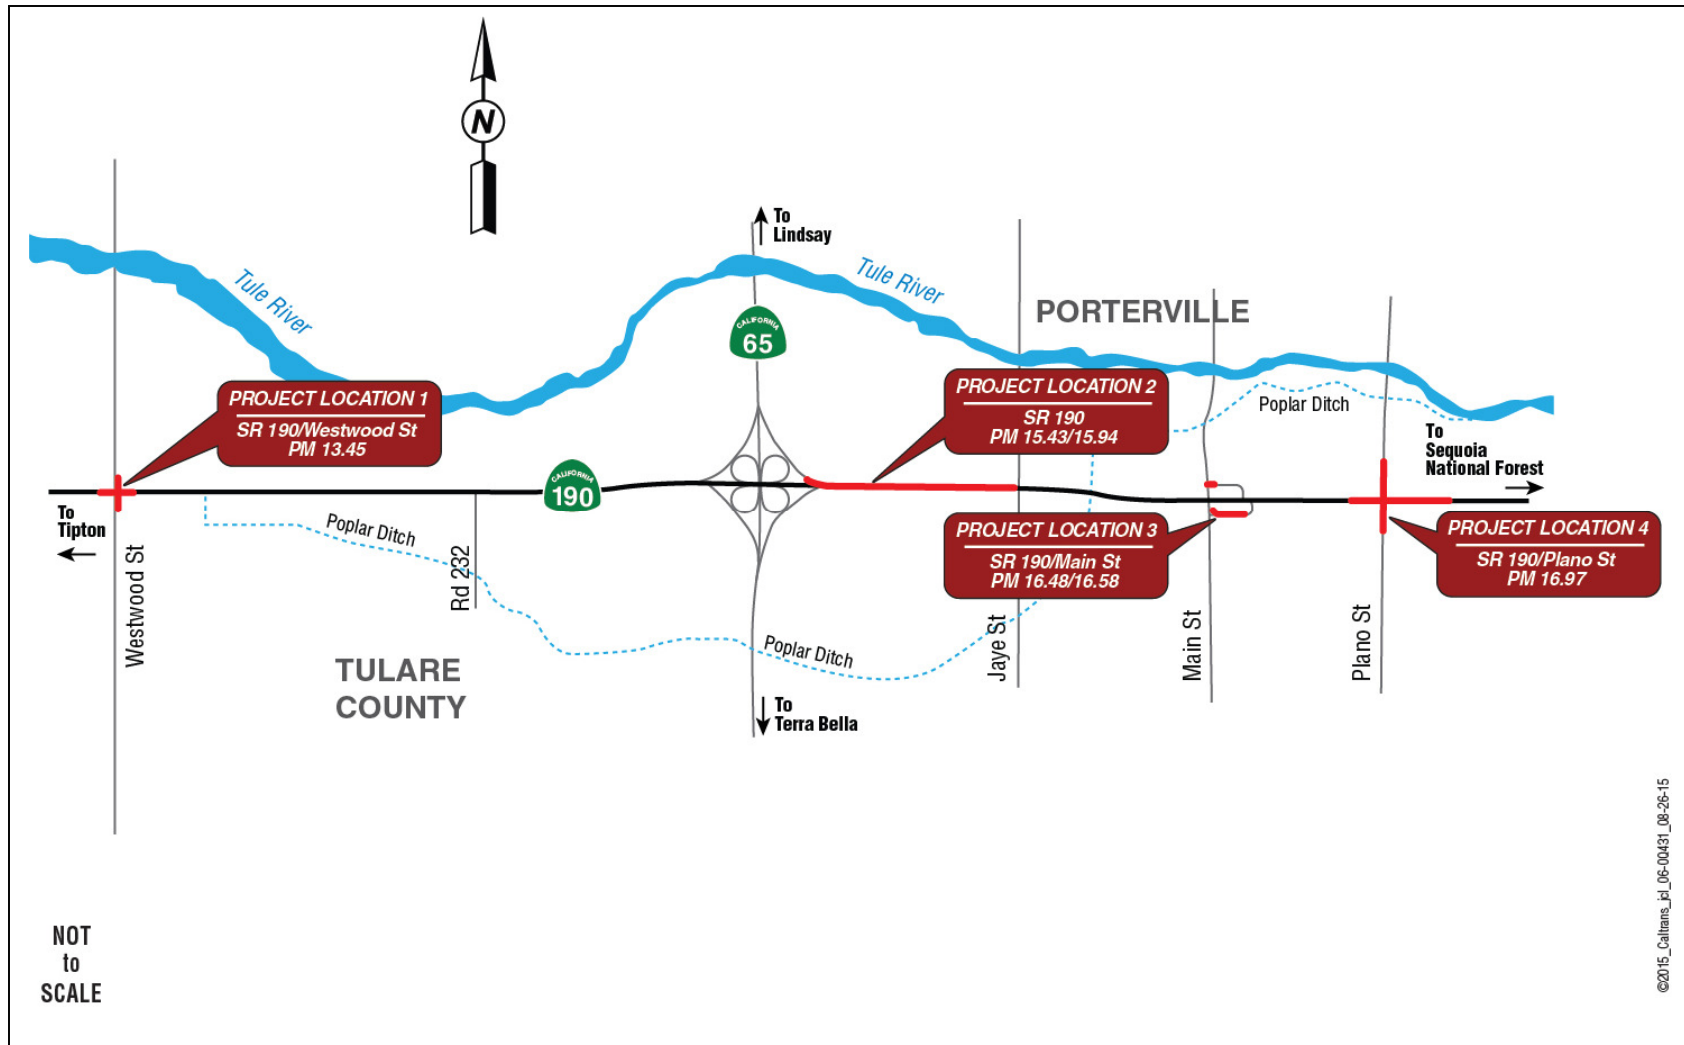 N
To
Lindsay
Tule River
Tule River
PORTERVILLE
CALIFORNIA
65
PROJECT LOCATION 1
SR 190/Westwood St
PM 13.45
PROJECT LOCATION 2
SR 190
PM 15.43/15.94
Poplar Ditch
To
Sequoia
National Forest
CALIFORNIA
190
To
Tipton
Poplar Ditch
PROJECT LOCATION 3
SR 190/Main St
PM 16.48/16.58
PROJECT LOCATION 4
SR 190/Plano St
PM 16.97
Westwood St
Rd 232
Jaye St
Main St
Plano St
Poplar Ditch
TULARE
COUNTY
To
Terra Bella
NOT
to
SCALE
©2015_Caltrans_jcl_06-00431_08-26-15